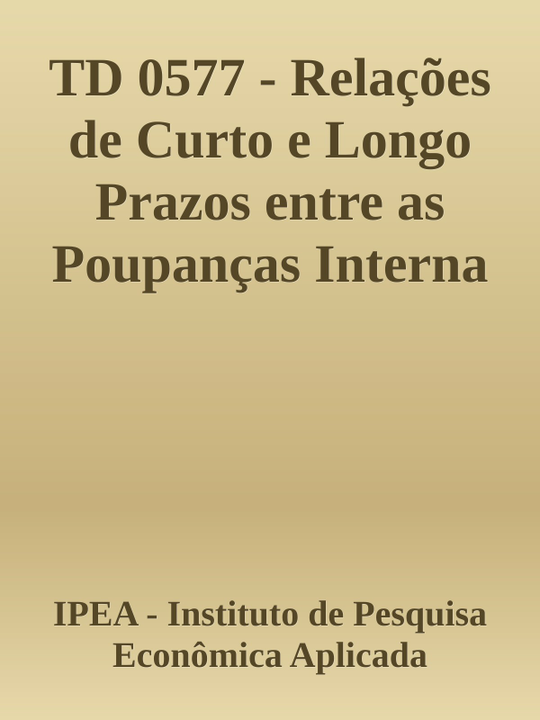 TD 0577 - Relações
de Curto e Longo
Prazos entre as
Poupanças Interna
IPEA - Instituto de Pesquisa
Econômica Aplicada